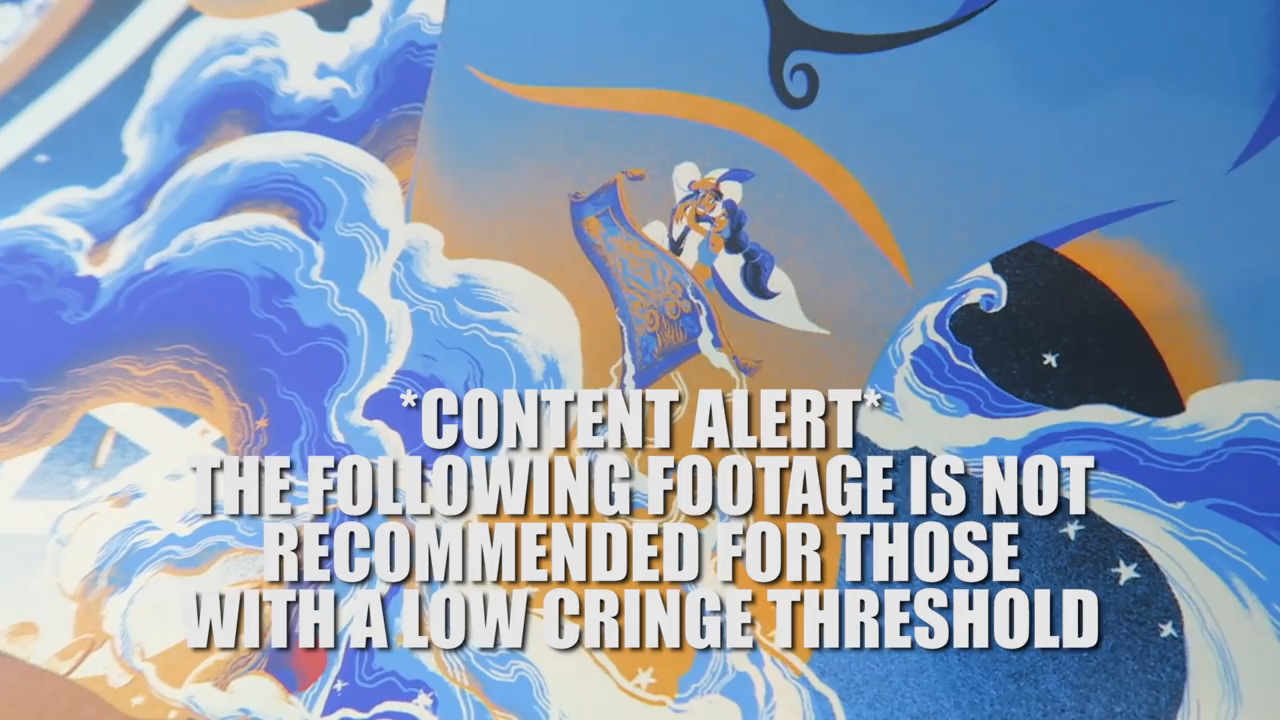 *CONTENT ALERT*
THE FOLLOWING FOOTAGE IS NOT
RECOMMENDED FOR THOSE
WITH A LOW CRINGE THRESHOLD